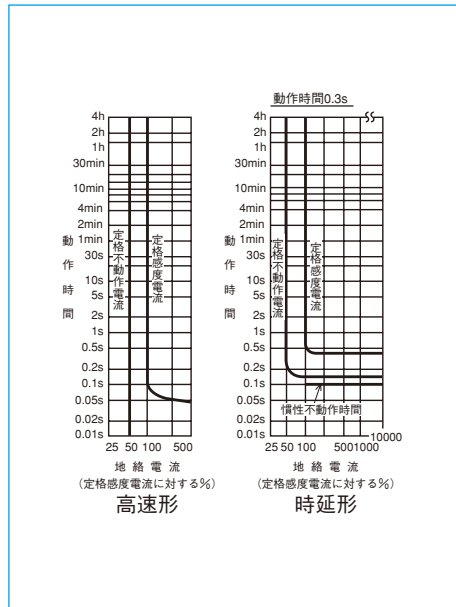 動作時間0.3s
4h
2h
1h
30min
10min
4min
2min
1min
30s
10s
5s
2s
1s
0.5s
0.2s
0.1s
0.05s
0.02s
0.01s
動作時間
定格不動作電流
定格感度電流
25 50 100 500
地絡電流
(定格感度電流に対する%)
高速形
4h
2h
1h
30min
10min
4min
2min
1min
30s
10s
5s
2s
1s
0.5s
0.2s
0.1s
0.05s
0.02s
0.01s
動作時間
定格不動作電流
定格感度電流
慣性不動作時間
10000
25 50 100 500 1000
地絡電流
(定格感度電流に対する%)
時延形